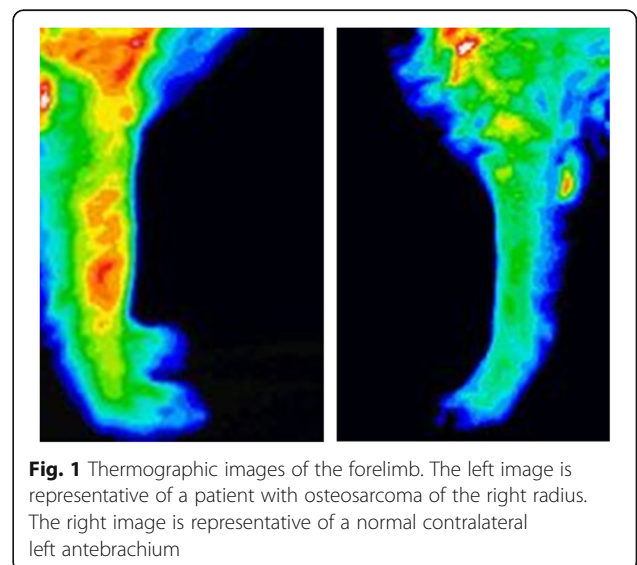 Fig. 1 Thermographic images of the forelimb. The left image is
representative of a patient with osteosarcoma of the right radius.
The right image is representative of a normal contralateral
left antebrachium